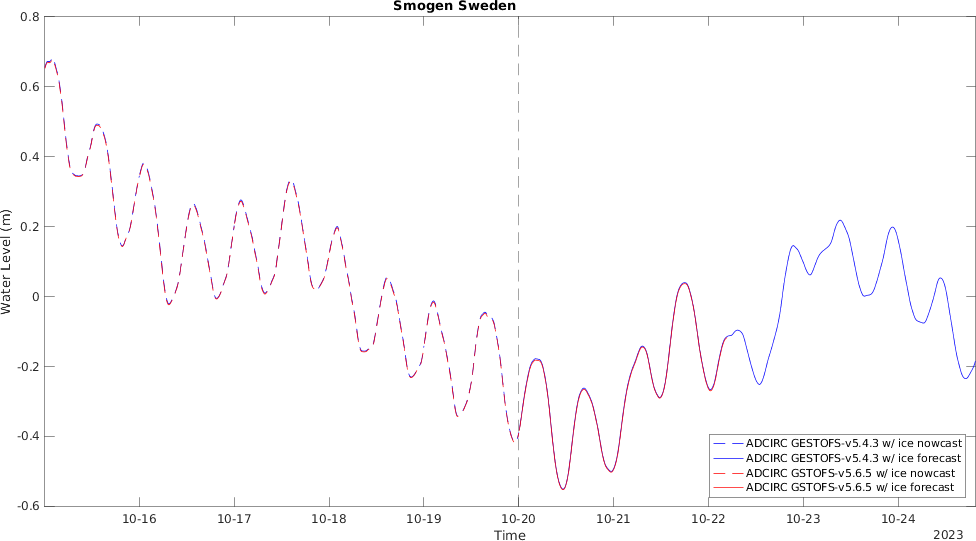 Smogen Sweden
0.8
0.6
0.4
0.2
0
-0.2
-0.4
-0.6
Water Level (m)
10-16 10-17 10-18 10-19 10-20 10-21 10-22 10-23 10-24
Time
2023
ADCIRC GESTOFS-v5.4.3 w/ ice nowcast
ADCIRC GESTOFS-v5.4.3 w/ ice forecast
ADCIRC GSTOFS-v5.6.5 w/ ice nowcast
ADCIRC GSTOFS-v5.6.5 w/ ice forecast